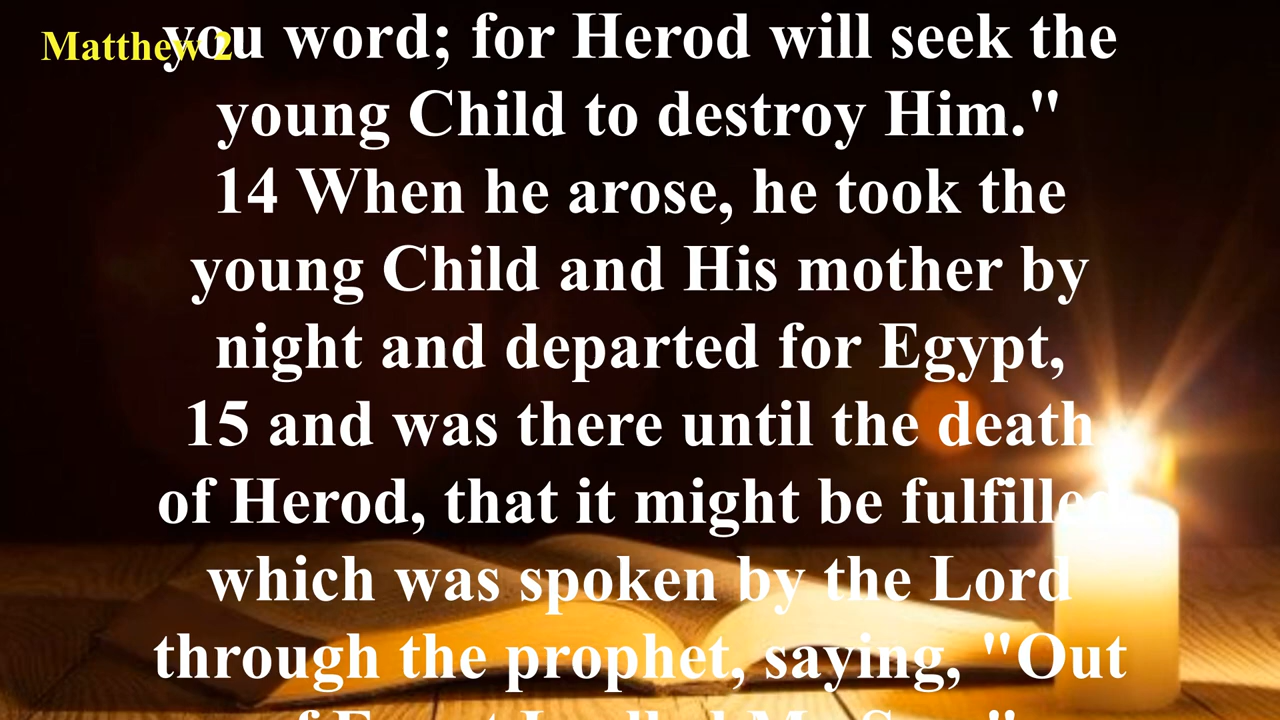 Matthew 2
you word; for Herod will seek the
young Child to destroy Him."
14 When he arose, he took the
young Child and His mother by
night and departed for Egypt,
15 and was there until the death
of Herod, that it might be fulfilled
which was spoken by the Lord
through the prophet, saying, "Out